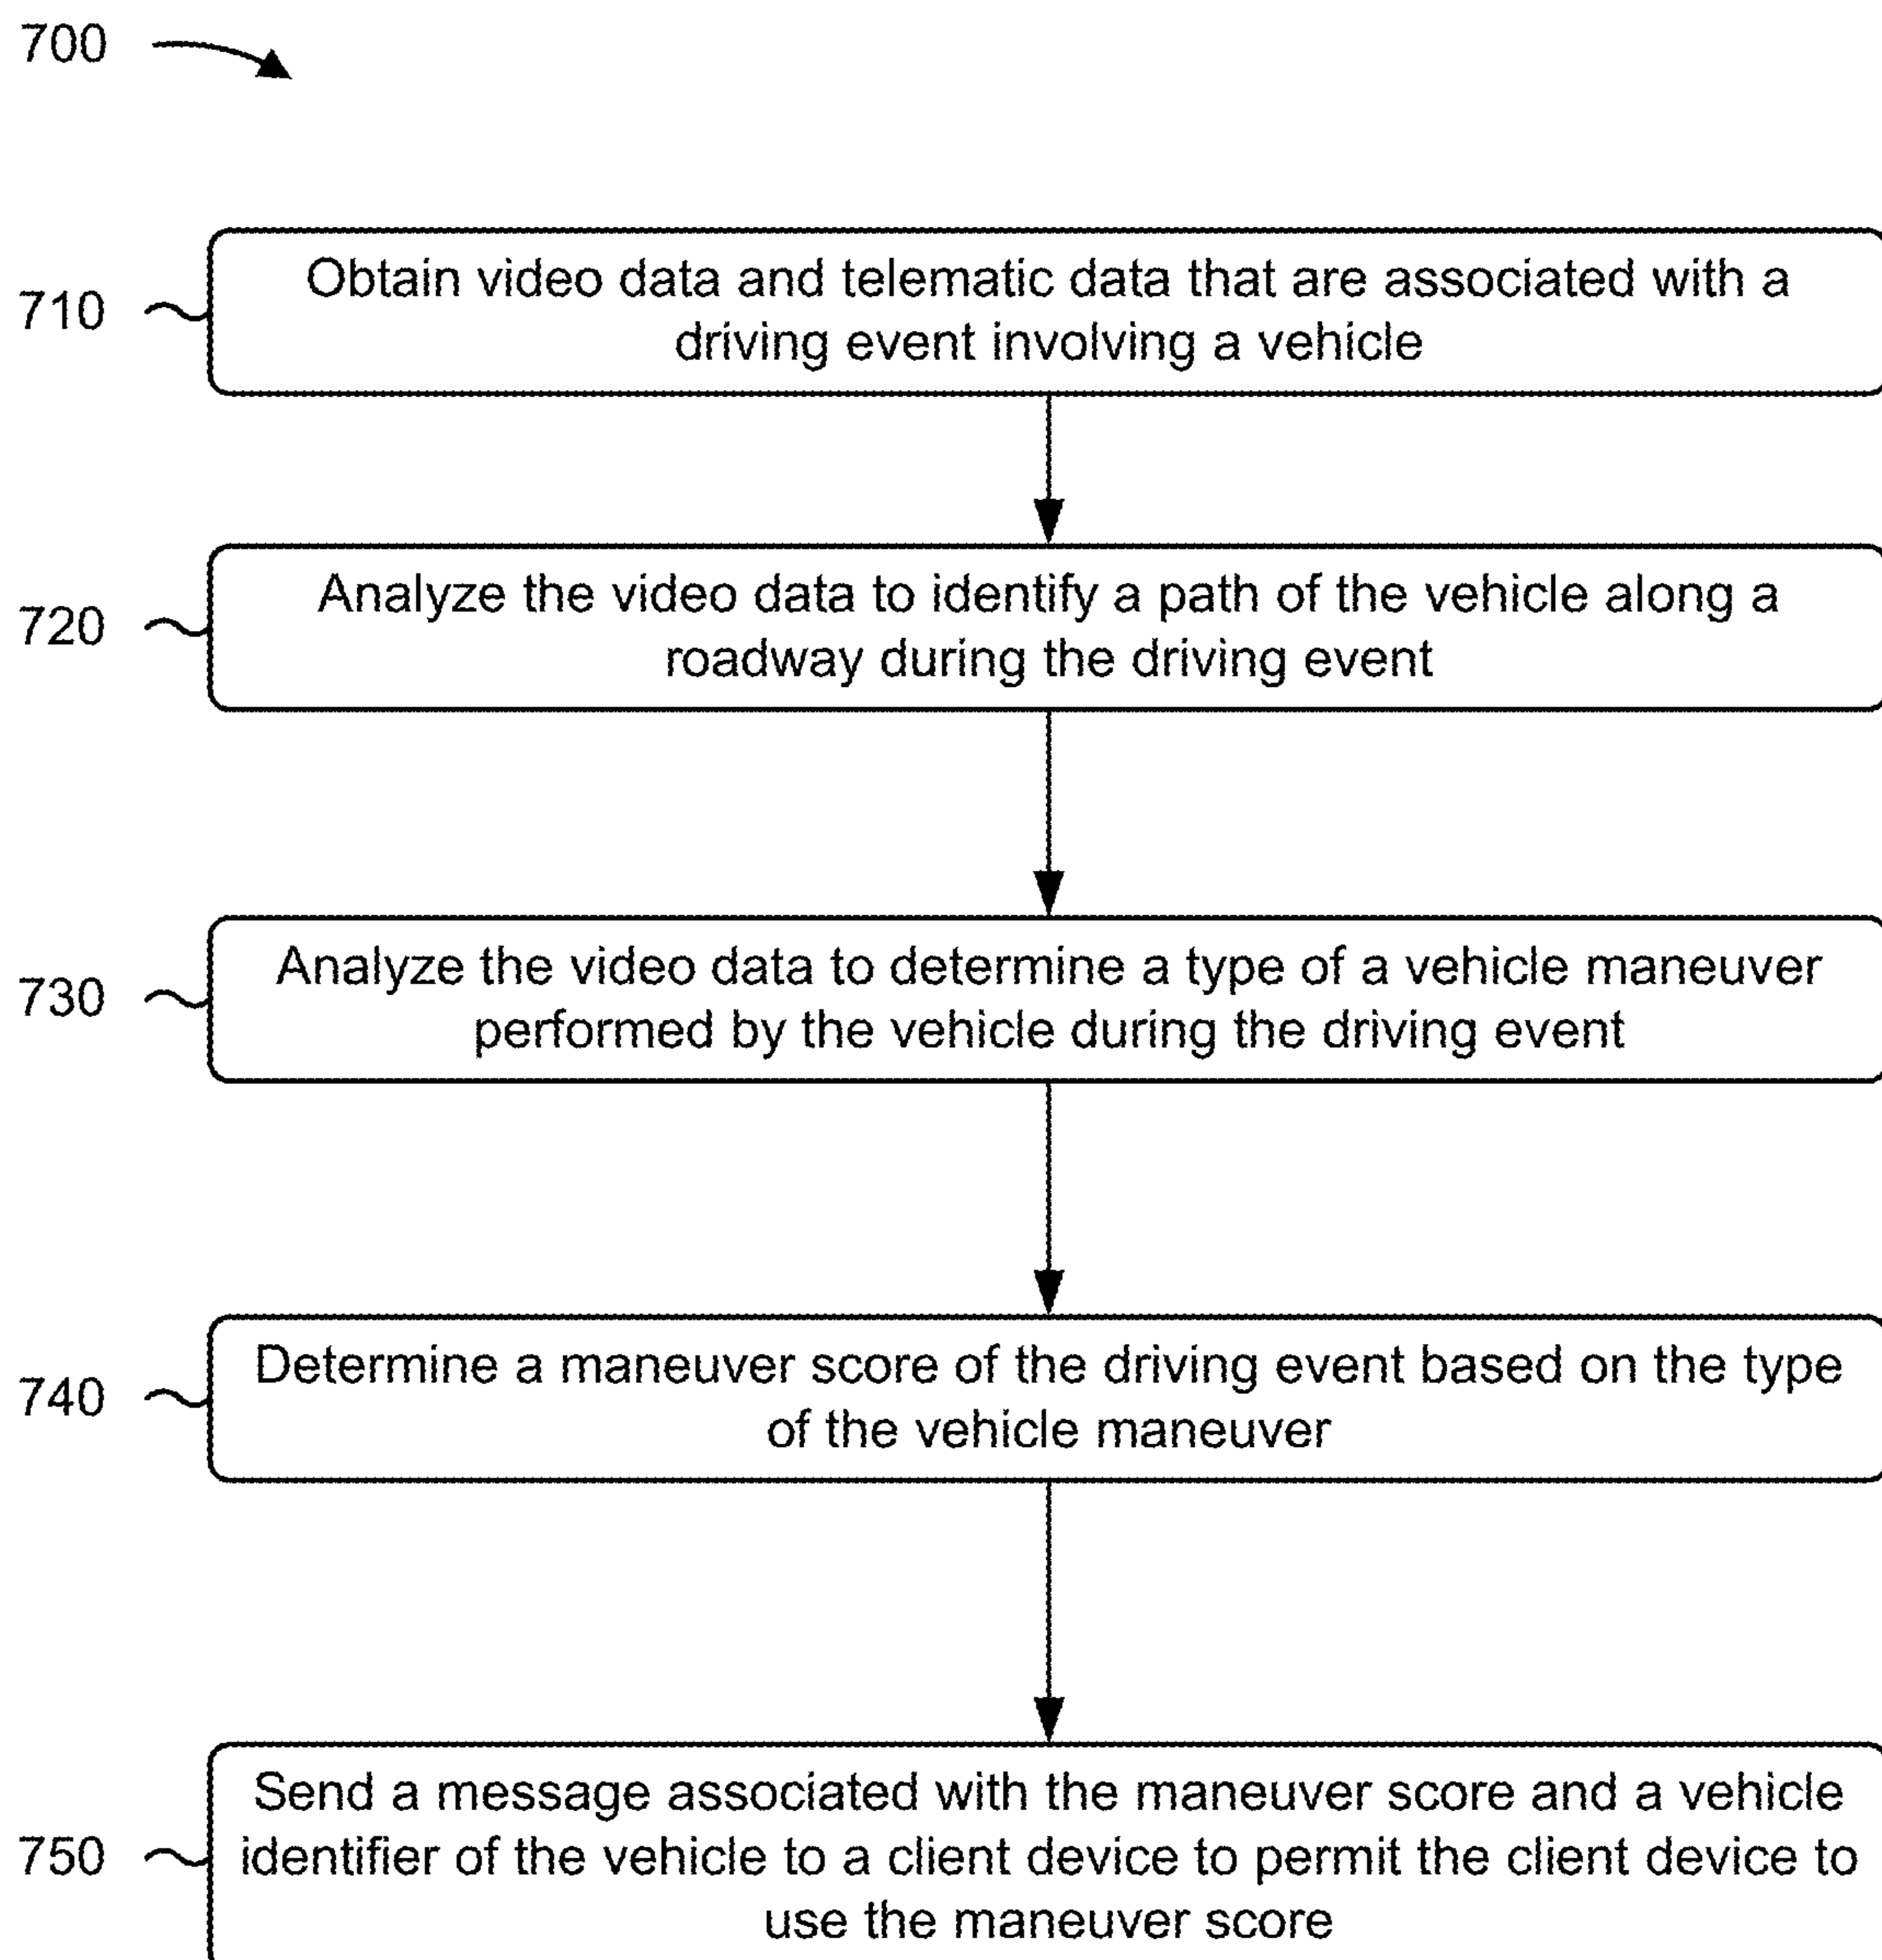 700
710
Obtain video data and telematic data that are associated with a
driving event involving a vehicle
720
Analyze the video data to identify a path of the vehicle along a
roadway during the driving event
730
Analyze the video data to determine a type of a vehicle maneuver
performed by the vehicle during the driving event
740
Determine a maneuver score of the driving event based on the type
of the vehicle maneuver
750
Send a message associated with the maneuver score and a vehicle
identifier of the vehicle to a client device to permit the client device to
use the maneuver score